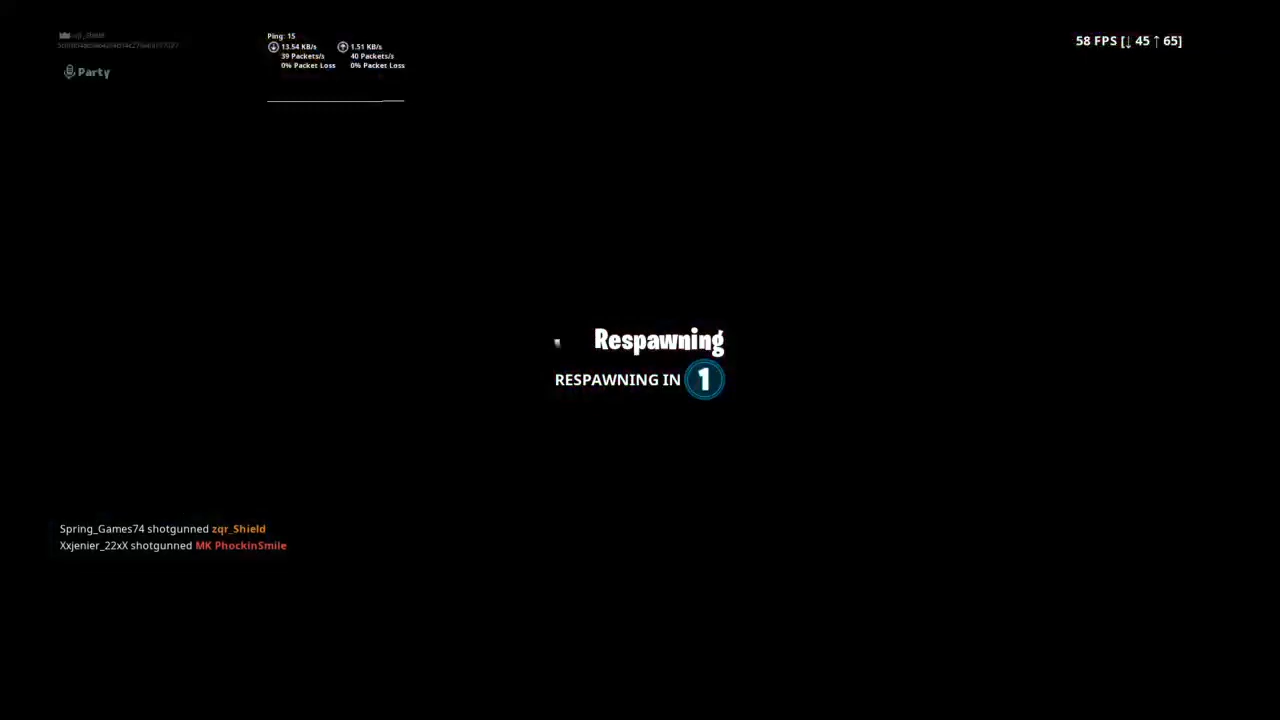 Ping: 15
13.54 KB/s 1.51 KB/s
39 Packets/s 40 Packets/s
0% Packet Loss 0% Packet Loss
58 FPS [↓ 45 ↑ 65]
Party
Respawning
RESPAWNING IN 1
Spring_Games74 shotgunned zqr_Shield
Xxjenier_22xX shotgunned MK PhockinSmile